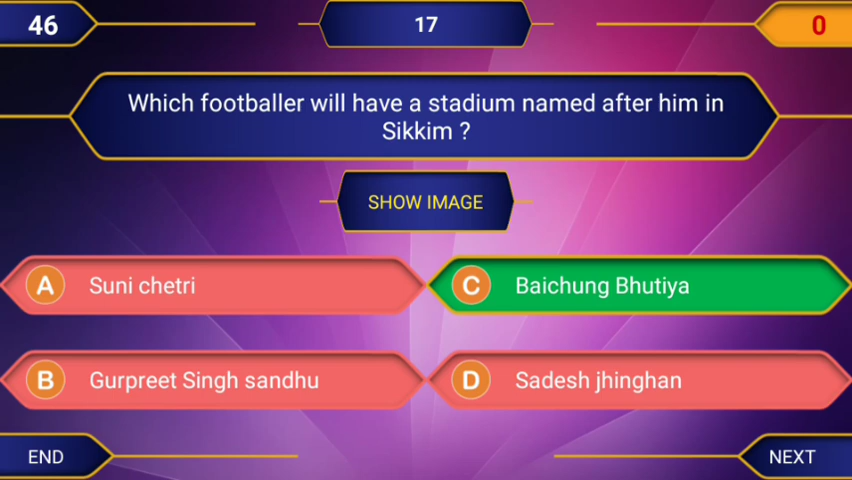 46
17
0
Which footballer will have a stadium named after him in
Sikkim ?
SHOW IMAGE
A Suni chetri
C Baichung Bhutiya
B Gurpreet Singh sandhu
D Sadesh jhinghan
END
NEXT